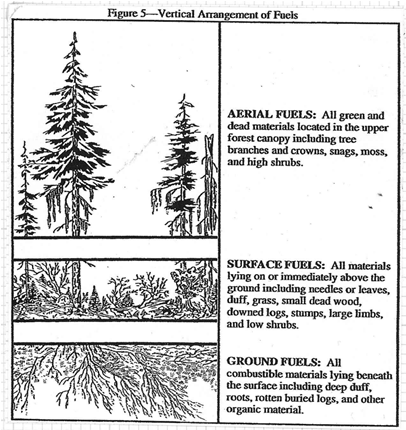 Figure 5—Vertical Arrangement of Fuels
AERIAL FUELS: All green and
dead materials located in the upper
forest canopy including tree
branches and crowns, snags, moss,
and high shrubs.
SURFACE FUELS: All materials
lying on or immediately above the
ground including needles or leaves,
duff, grass, small dead wood,
downed logs, stumps, large limbs,
and low shrubs.
GROUND FUELS: All
combustible materials lying beneath
the surface including deep duff,
roots, rotten buried logs, and other
organic material.